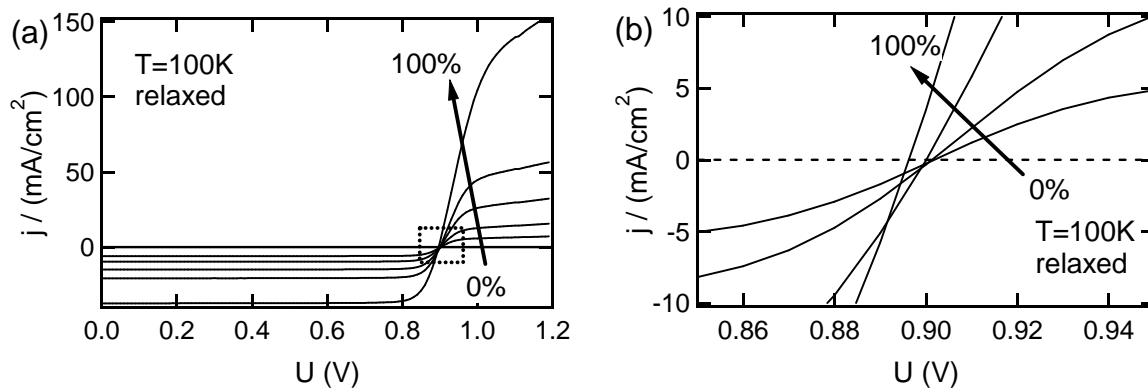 (a)
150
100
50
0
j / (mA/cm²)
T=100K
relaxed
100%
0%
0.0 0.2 0.4 0.6 0.8 1.0 1.2
U (V)
(b)
10
5
0
-5
-10
j / (mA/cm²)
100%
0%
T=100K
relaxed
0.86 0.88 0.90 0.92 0.94
U (V)